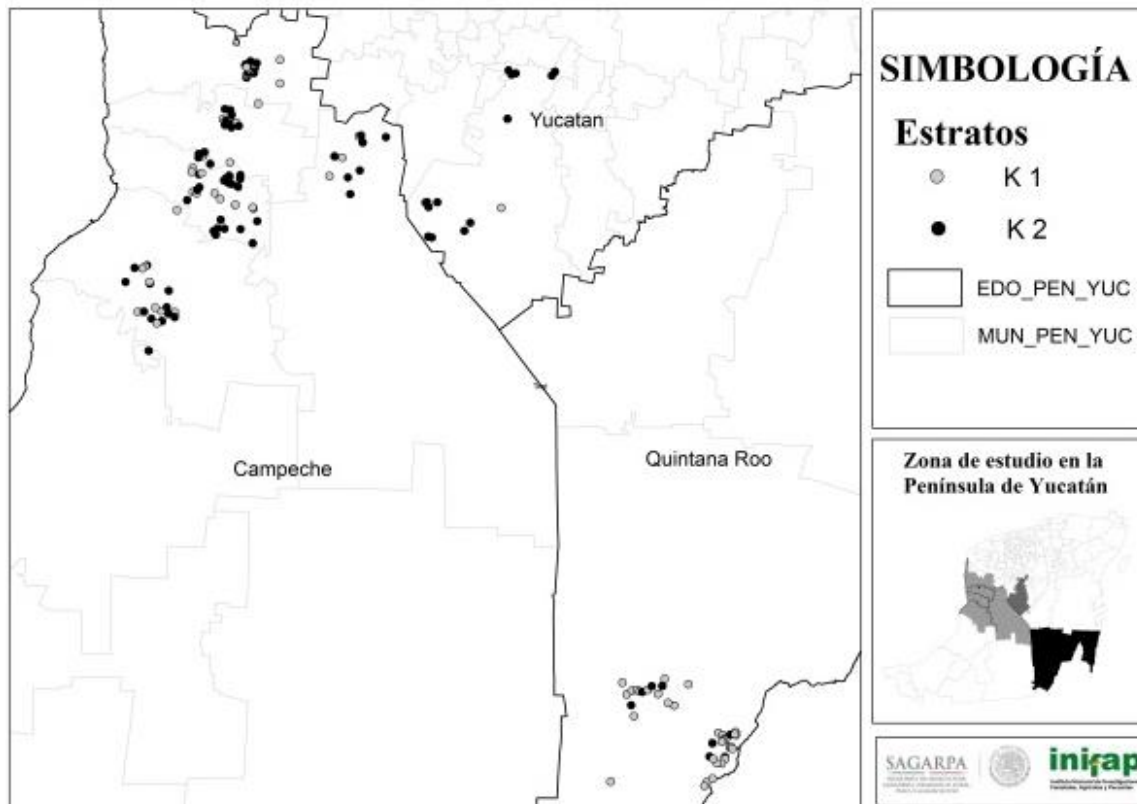 Yucatan
Campeche
Quintana Roo
SIMBOLOGÍA
Estratos
K 1
K 2
EDO_PEN_YUC
MUN_PEN_YUC
Zona de estudio en la
Península de Yucatán
SAGARPA
inifap